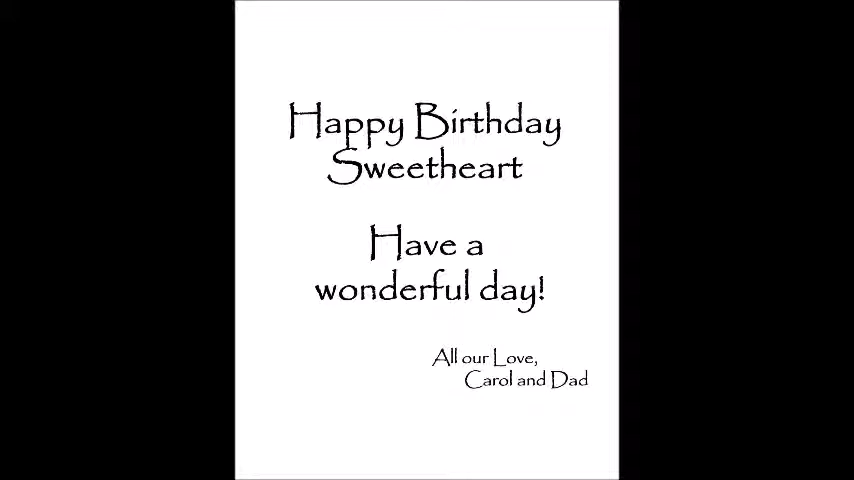 Happy Birthday
Sweetheart
Have a
wonderful day!
All our Love,
Carol and Dad